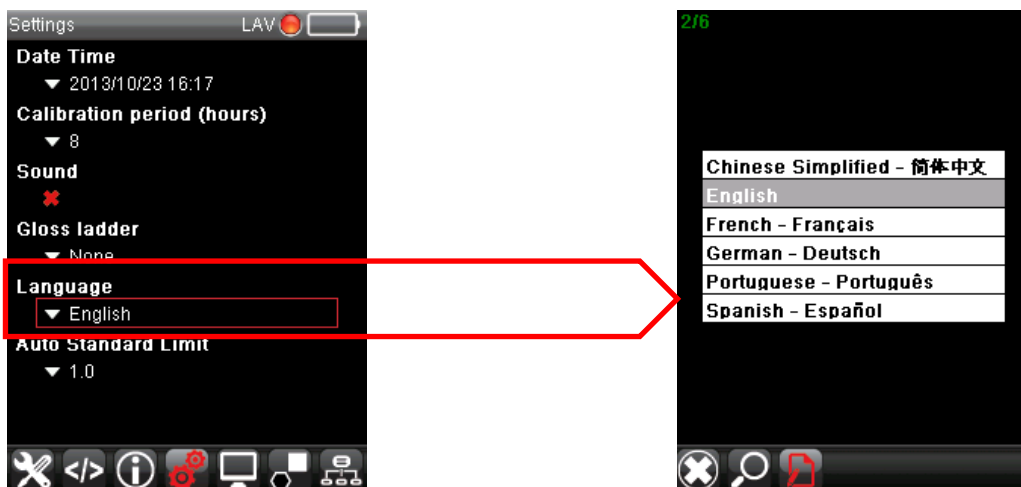 Settings LAV
Date Time
2013/10/23 16:17
Calibration period (hours)
8
Sound
Gloss ladder
None
Language
English
Auto Standard Limit
1.0
2/6
Chinese Simplified - 简体中文
English
French - Français
German - Deutsch
Portuguese - Português
Spanish - Español